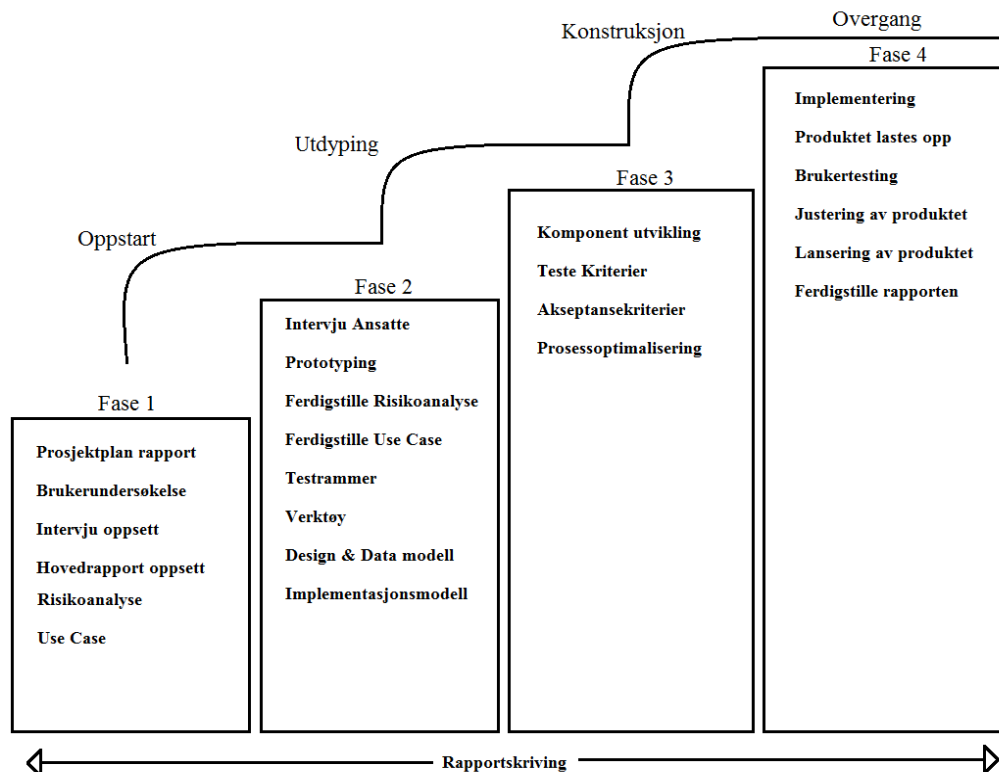 Oppstart
Fase 1
Prosjektplan rapport
Brukerundersøkelse
Intervju oppsett
Hovedrapport oppsett
Risikoanalyse
Use Case
Utdyping
Fase 2
Intervju Ansatte
Prototyping
Ferdigstille Risikoanalyse
Ferdigstille Use Case
Testrammer
Verktøy
Design & Data modell
Implementasjonsmodell
Konstruksjon
Fase 3
Komponent utvikling
Teste Kriterier
Akseptansekriterier
Prosessoptimalisering
Overgang
Fase 4
Implementering
Produktet lastes opp
Brukertesting
Justering av produktet
Lansering av produktet
Ferdigstille rapporten
Rapportskriving